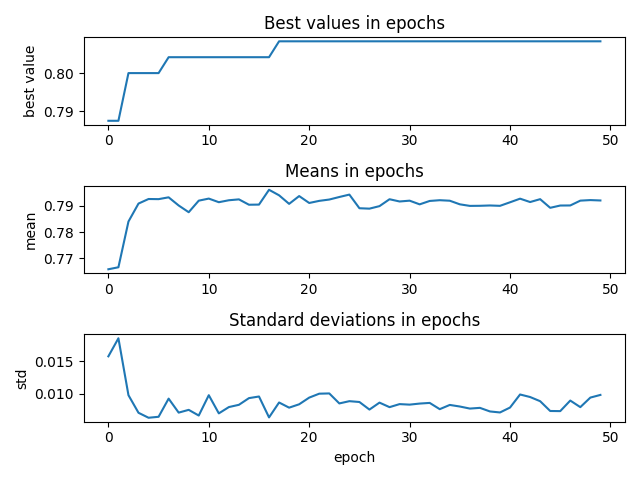 Best values in epochs
best value
0.80
0.79
0 10 20 30 40 50
Means in epochs
mean
0.79
0.78
0.77
0 10 20 30 40 50
Standard deviations in epochs
std
0.015
0.010
0 10 20 30 40 50
epoch